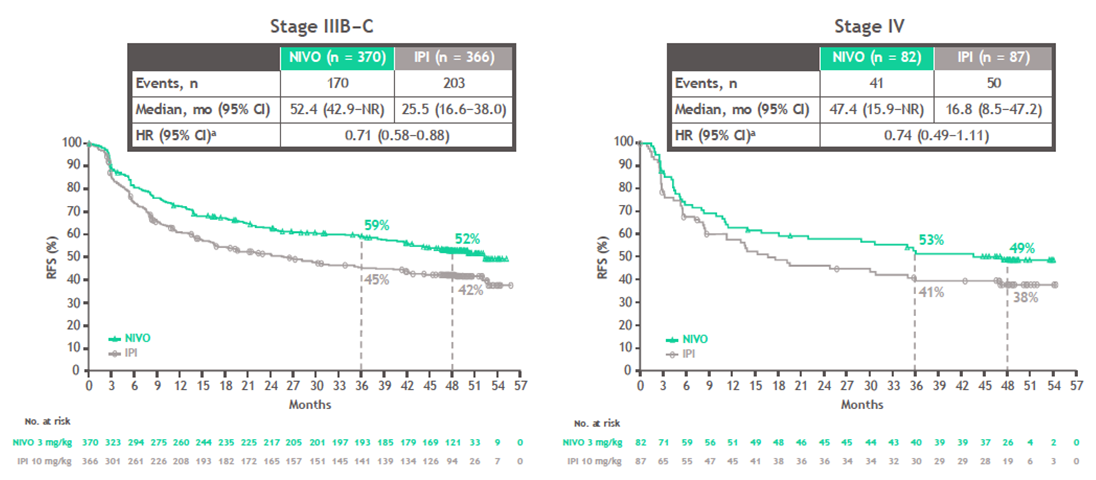 Stage IIIB–C
NIVO (n = 370) IPI (n = 366)
Events, n 170 203
Median, mo (95% CI) 52.4 (42.9–NR) 25.5 (16.6–38.0)
HR (95% CI)ᵃ 0.71 (0.58–0.88)
RFS (%)
100
90
80
70
60
50
40
30
20
10
0
59%
52%
45%
42%
NIVO
IPI
0 3 6 9 12 15 18 21 24 27 30 33 36 39 42 45 48 51 54 57
Months
No. at risk
NIVO 3 mg/kg 370 323 294 275 260 244 235 225 217 205 201 197 193 185 179 169 121 33 9 0
IPI 10 mg/kg 366 301 261 226 208 193 182 172 165 157 151 145 141 139 134 126 94 26 7 0
Stage IV
NIVO (n = 82) IPI (n = 87)
Events, n 41 50
Median, mo (95% CI) 47.4 (15.9–NR) 16.8 (8.5–47.2)
HR (95% CI)ᵃ 0.74 (0.49–1.11)
RFS (%)
100
90
80
70
60
50
40
30
20
10
0
53%
49%
41%
38%
NIVO
IPI
0 3 6 9 12 15 18 21 24 27 30 33 36 39 42 45 48 51 54 57
Months
No. at risk
NIVO 3 mg/kg 82 71 59 56 51 49 48 46 45 45 44 43 40 39 39 37 26 4 2 0
IPI 10 mg/kg 87 65 55 47 45 41 38 36 36 34 34 32 30 29 29 28 19 6 3 0